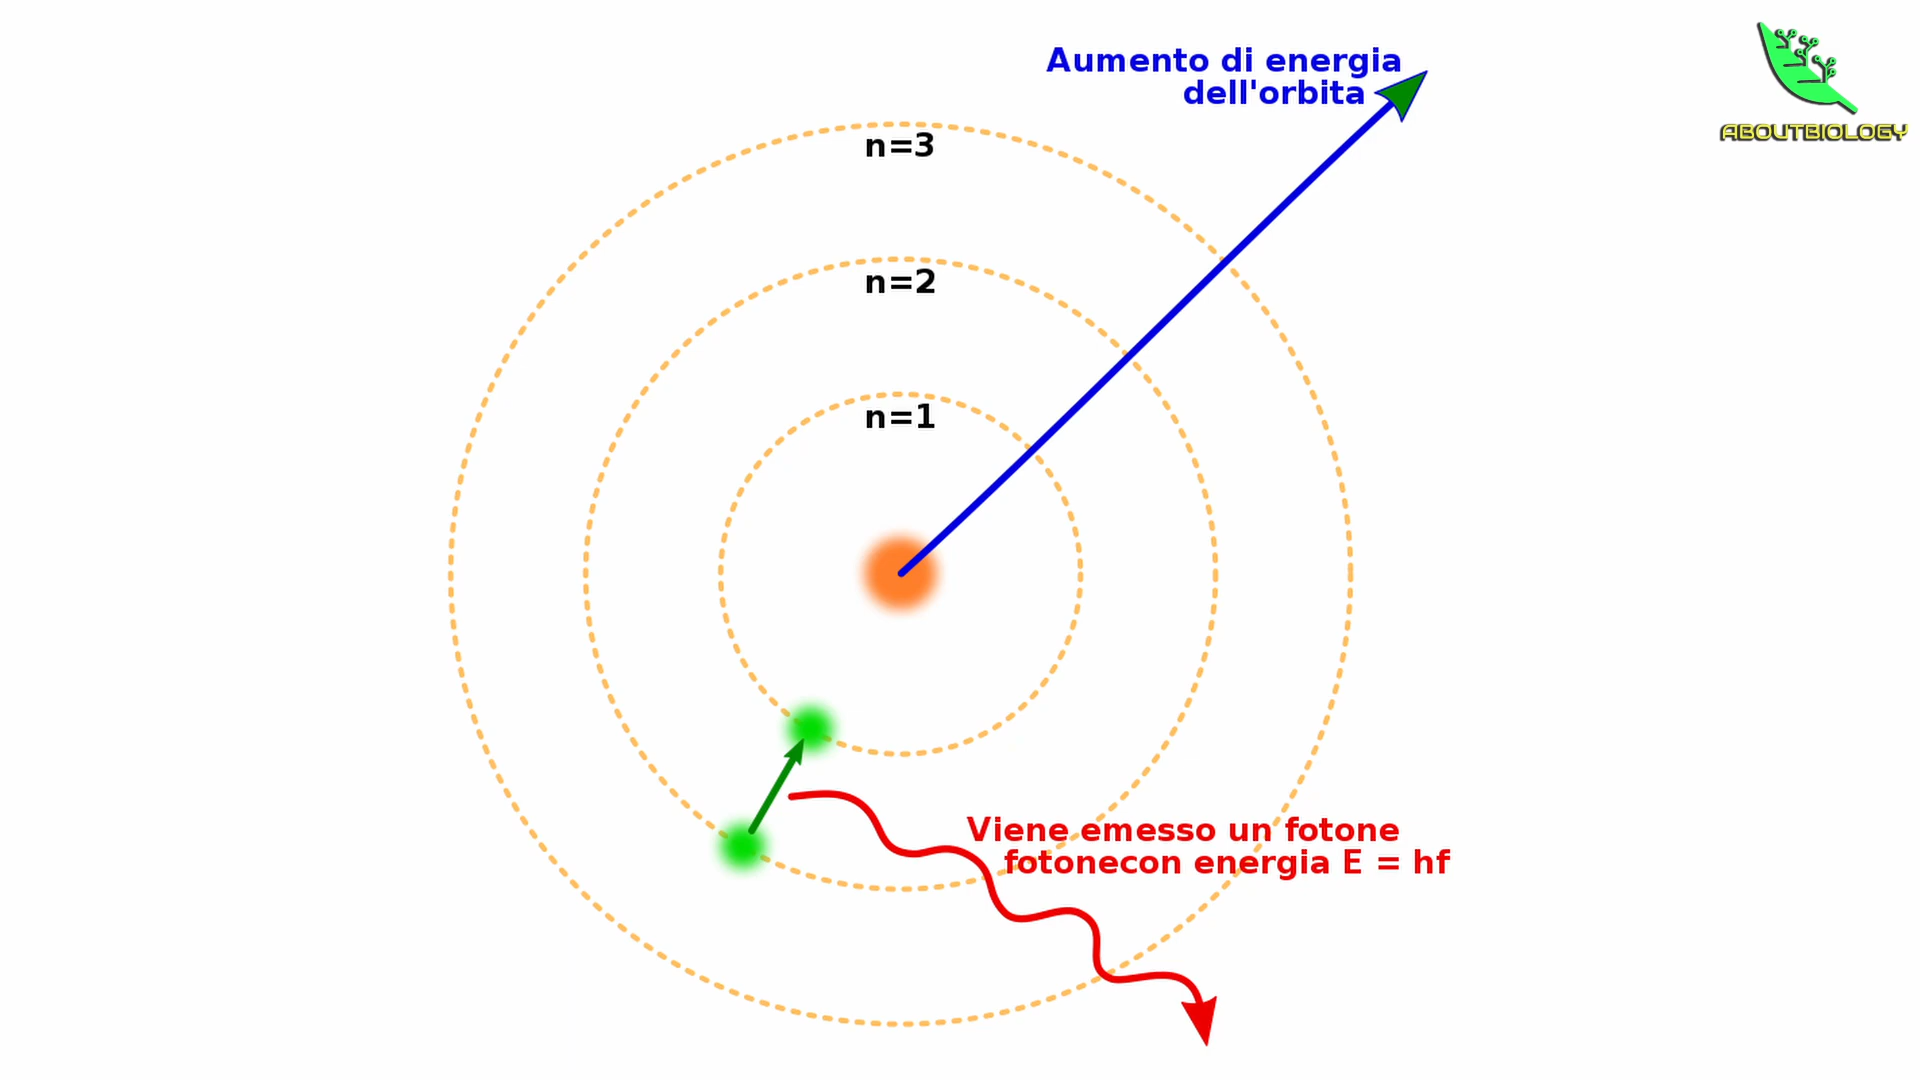 Aumento di energia
dell'orbita
ABOUTBIOLOGY
n=3
n=2
n=1
Viene emesso un fotone
fotonecon energia E = hf